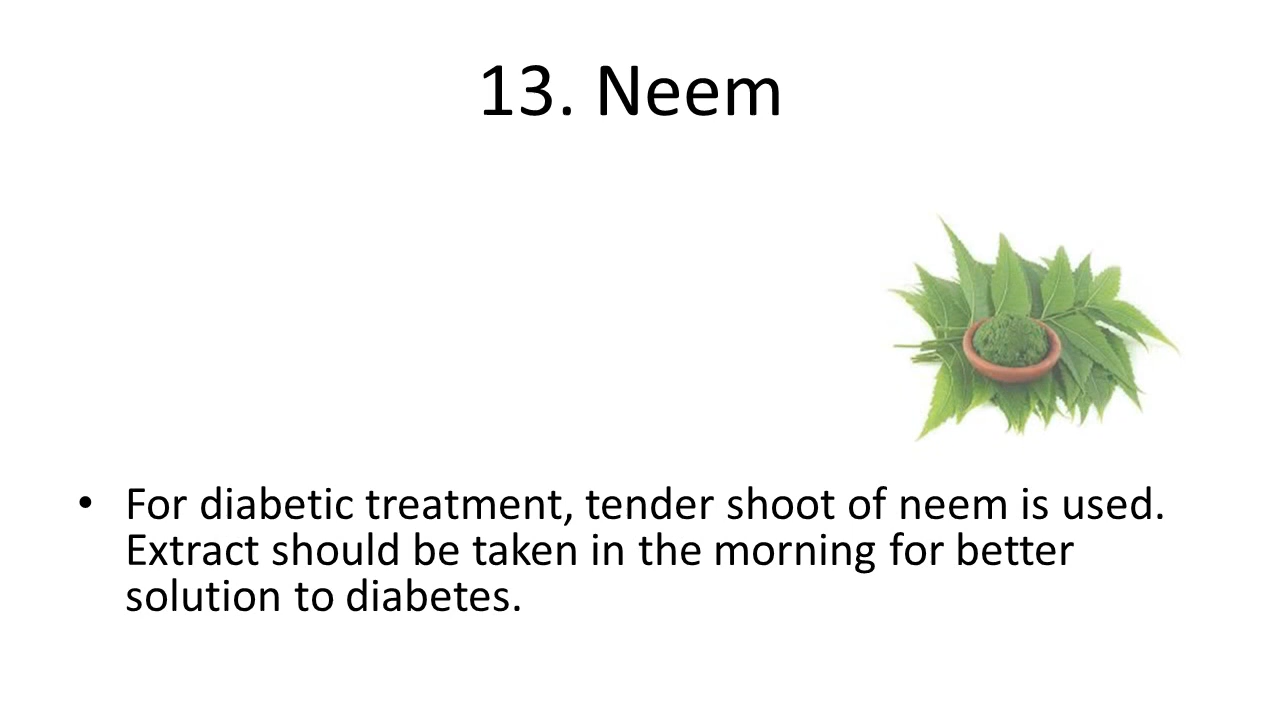 13. Neem
• For diabetic treatment, tender shoot of neem is used.
Extract should be taken in the morning for better
solution to diabetes.